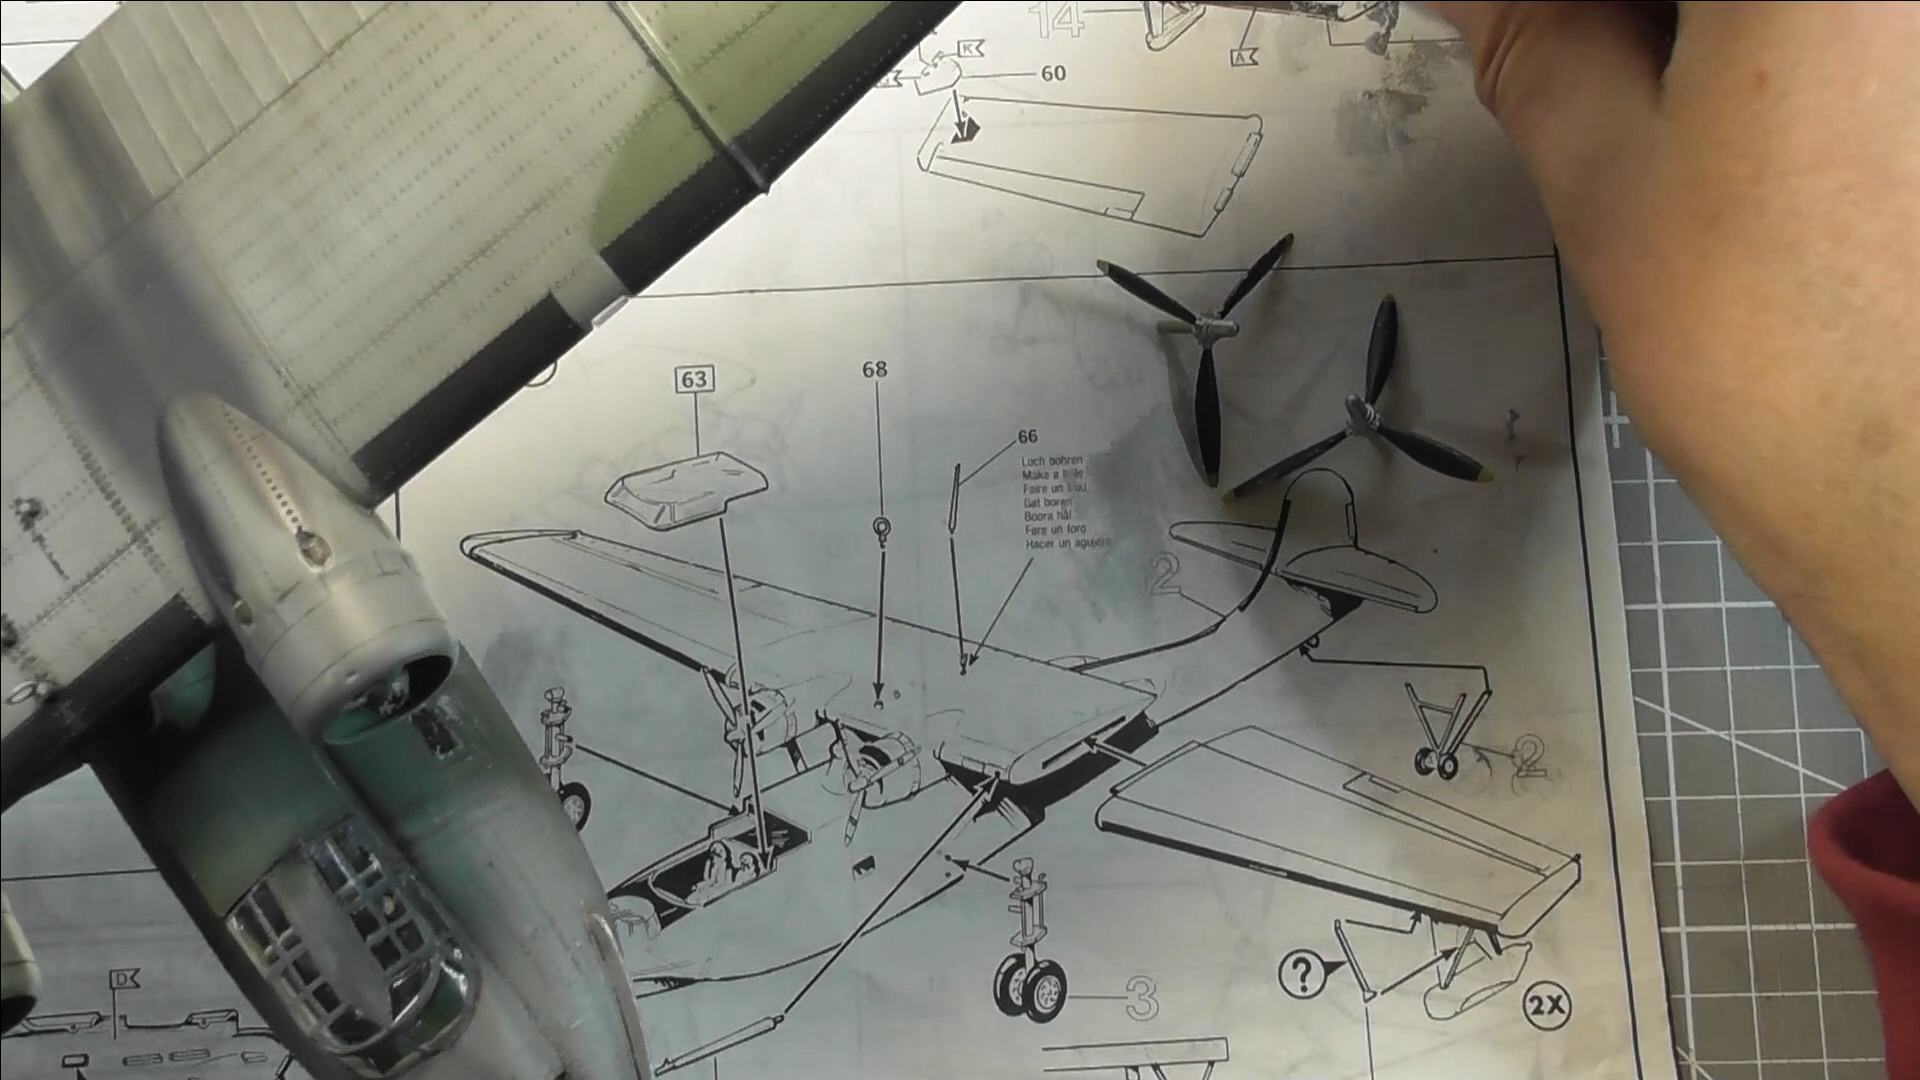 14
K
A
60
63
68
66
Loch bohren
Make a hole
Faire un trou
Gat boren
Boora hål
Fare un foro
Hacer un agujero
2
2
D
3
?
2X